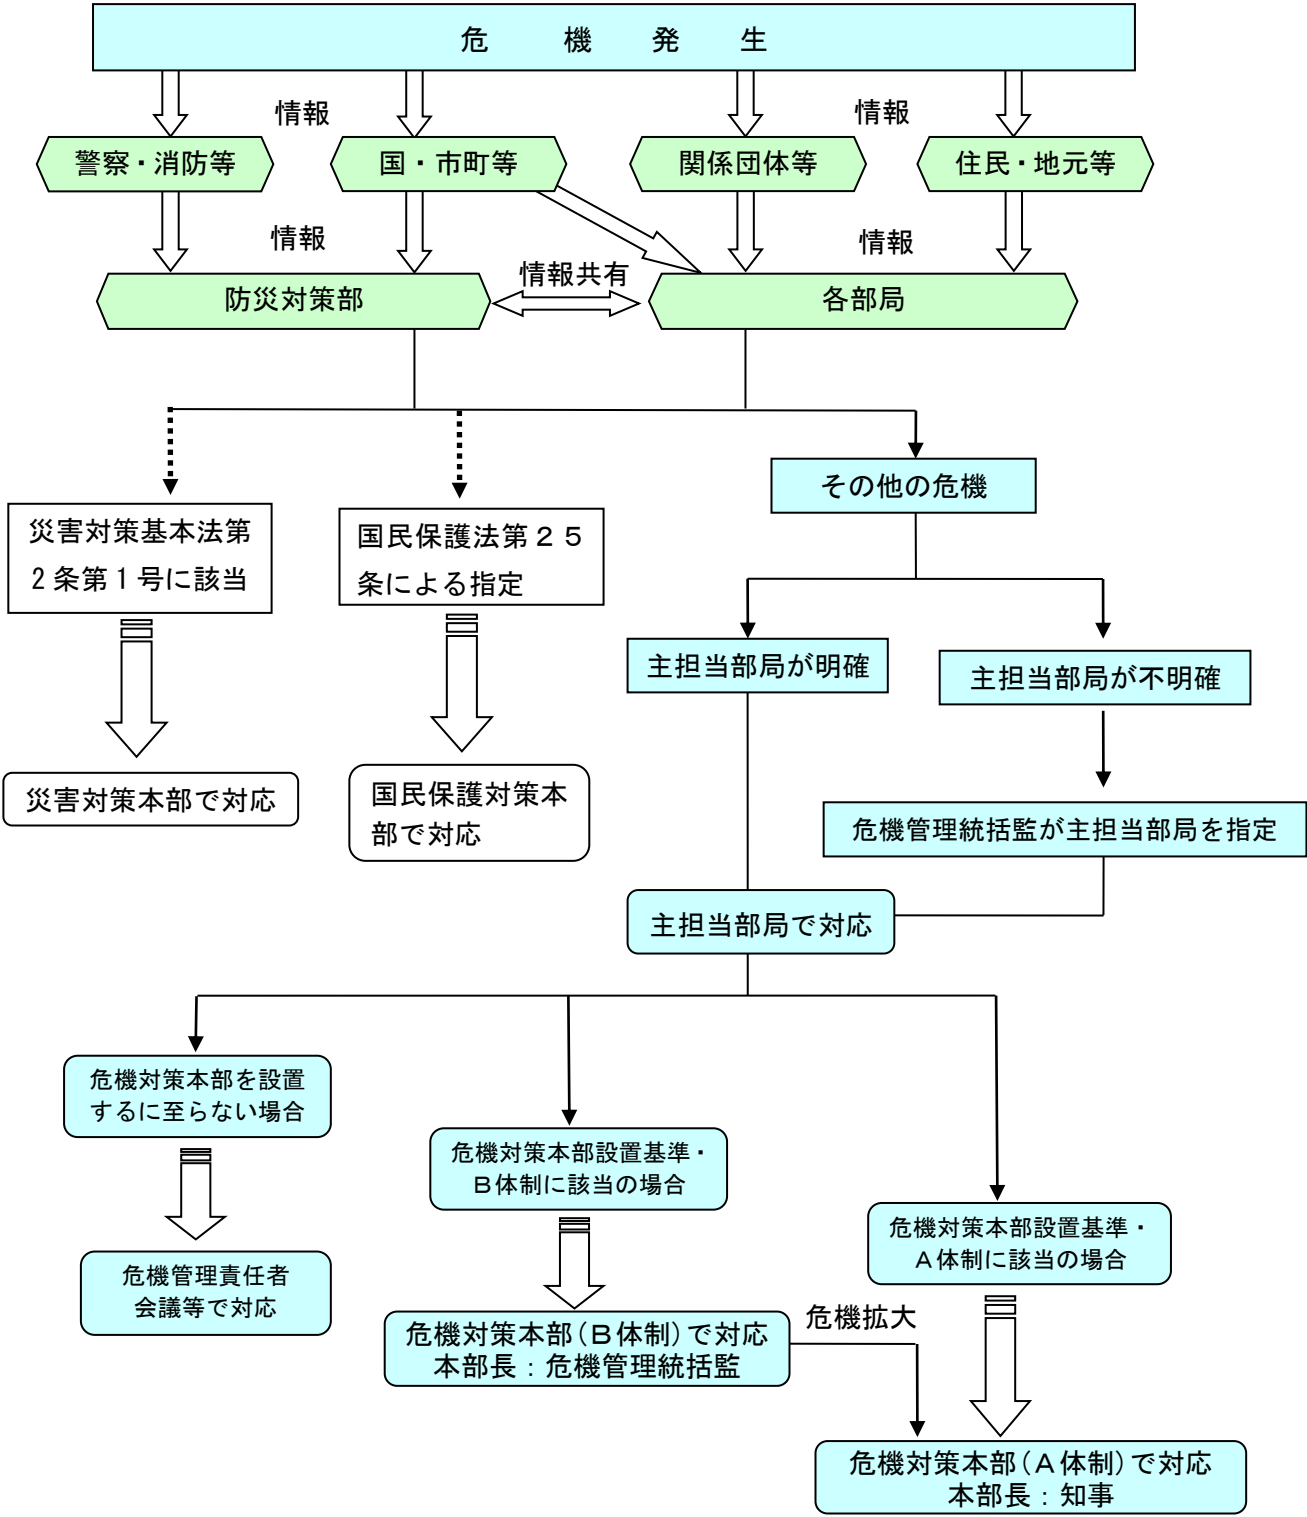 危機発生
情報
情報
警察・消防等
国・市町等
関係団体等
住民・地元等
情報
情報
情報共有
防災対策部
各部局
その他の危機
災害対策基本法第
2条第1号に該当
国民保護法第２５
条による指定
主担当部局が明確
主担当部局が不明確
災害対策本部で対応
国民保護対策本
部で対応
危機管理統括監が主担当部局を指定
主担当部局で対応
危機対策本部を設置
するに至らない場合
危機対策本部設置基準・
Ｂ体制に該当の場合
危機対策本部設置基準・
Ａ体制に該当の場合
危機管理責任者
会議等で対応
危機対策本部(Ｂ体制)で対応
本部長：危機管理統括監
危機拡大
危機対策本部(Ａ体制)で対応
本部長：知事